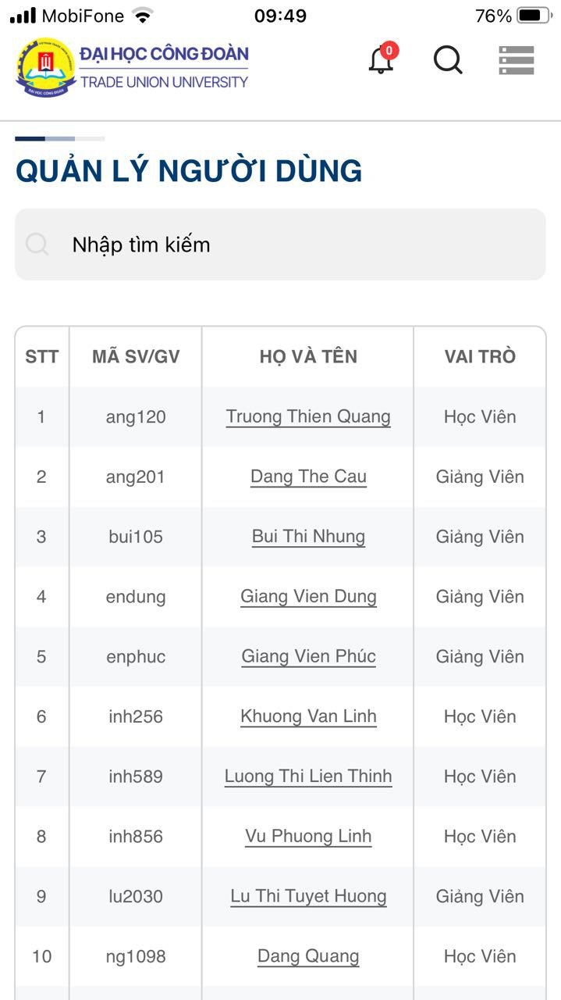 MobiFone 09:49 76%
ĐẠI HỌC CÔNG ĐOÀN
TRADE UNION UNIVERSITY
0
QUẢN LÝ NGƯỜI DÙNG
Nhập tìm kiếm
STT MÃ SV/GV HỌ VÀ TÊN VAI TRÒ
1 ang120 Truong Thien Quang Học Viên
2 ang201 Dang The Cau Giảng Viên
3 bui105 Bui Thi Nhung Giảng Viên
4 endung Giang Vien Dung Giảng Viên
5 enphuc Giang Vien Phúc Giảng Viên
6 inh256 Khuong Van Linh Học Viên
7 inh589 Luong Thi Lien Thinh Học Viên
8 inh856 Vu Phuong Linh Học Viên
9 lu2030 Lu Thi Tuyet Huong Giảng Viên
10 ng1098 Dang Quang Học Viên